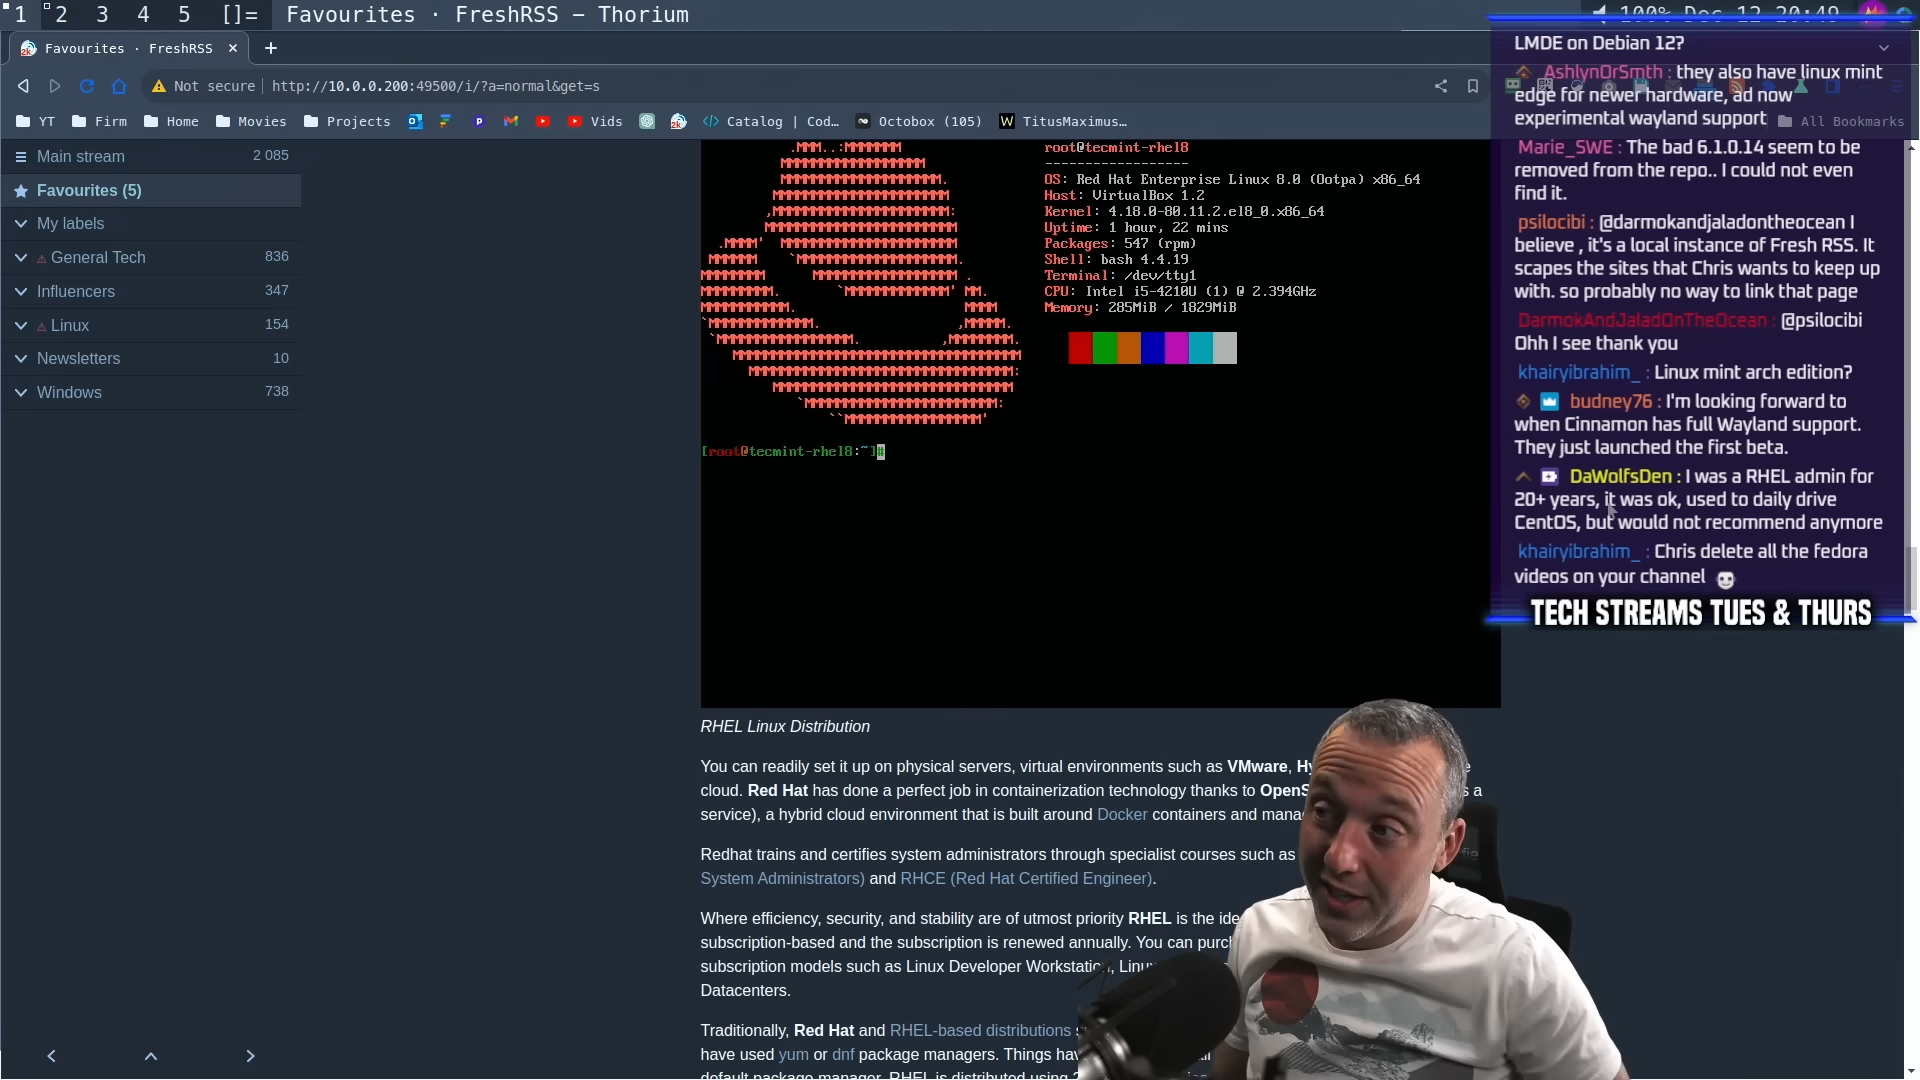 1 2 3 4 5 []= Favourites · FreshRSS – Thorium
100% Dec 12 20:49
Favourites · FreshRSS
Not secure http://10.0.0.200:49500/i/?a=normal&get=s
YT Firm Home Movies Projects Vids Catalog | Cod… Octobox (105) TitusMaximus… All Bookmarks
Main stream 2 085
Favourites (5)
My labels
General Tech 836
Influencers 347
Linux 154
Newsletters 10
Windows 738
root@tecmint-rhel8
------------------
OS: Red Hat Enterprise Linux 8.0 (Ootpa) x86_64
Host: VirtualBox 1.2
Kernel: 4.18.0-80.11.2.el8_0.x86_64
Uptime: 1 hour, 22 mins
Packages: 547 (rpm)
Shell: bash 4.4.19
Terminal: /dev/tty1
CPU: Intel i5-4210U (1) @ 2.394GHz
Memory: 285MiB / 1829MiB
[root@tecmint-rhel8:~]#
RHEL Linux Distribution
You can readily set it up on physical servers, virtual environments such as VMware,
cloud. Red Hat has done a perfect job in containerization technology thanks to
service), a hybrid cloud environment that is built around Docker containers and
Redhat trains and certifies system administrators through specialist courses such as
System Administrators) and RHCE (Red Hat Certified Engineer).
Where efficiency, security, and stability are of utmost priority RHEL is the
subscription-based and the subscription is renewed annually. You can
subscription models such as Linux Developer Workstation,
Datacenters.
Traditionally, Red Hat and RHEL-based distributions
have used yum or dnf package managers. Things
default package manager. RHEL is distributed using
LMDE on Debian 12?
AshlynOrSmth : they also have linux mint
edge for newer hardware, ad now
experimental wayland support
Marie_SWE : The bad 6.1.0.14 seem to be
removed from the repo.. I could not even
find it.
psilocibi : @darmokandjaladontheocean I
believe , it's a local instance of Fresh RSS. It
scapes the sites that Chris wants to keep up
with. so probably no way to link that page
DarmokAndJaladOnTheOcean : @psilocibi
Ohh I see thank you
khairyibrahim_ : Linux mint arch edition?
budney76 : I'm looking forward to
when Cinnamon has full Wayland support.
They just launched the first beta.
DaWolfsDen : I was a RHEL admin for
20+ years, it was ok, used to daily drive
CentOS, but would not recommend anymore
khairyibrahim_ : Chris delete all the fedora
videos on your channel
TECH STREAMS TUES & THURS